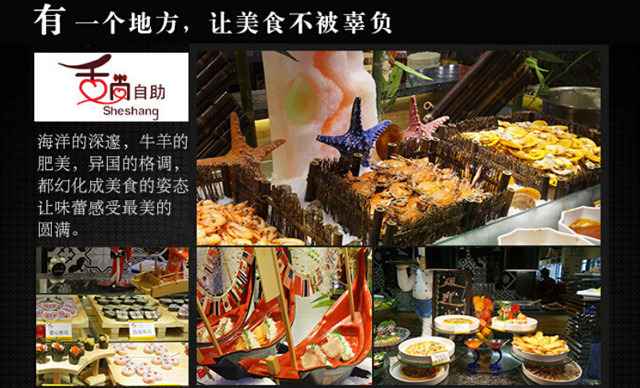 有一个地方，让美食不被辜负
舌尚自助
Sheshang
海洋的深邃，牛羊的
肥美，异国的格调，
都幻化成美食的姿态
让味蕾感受最美的
圆满。